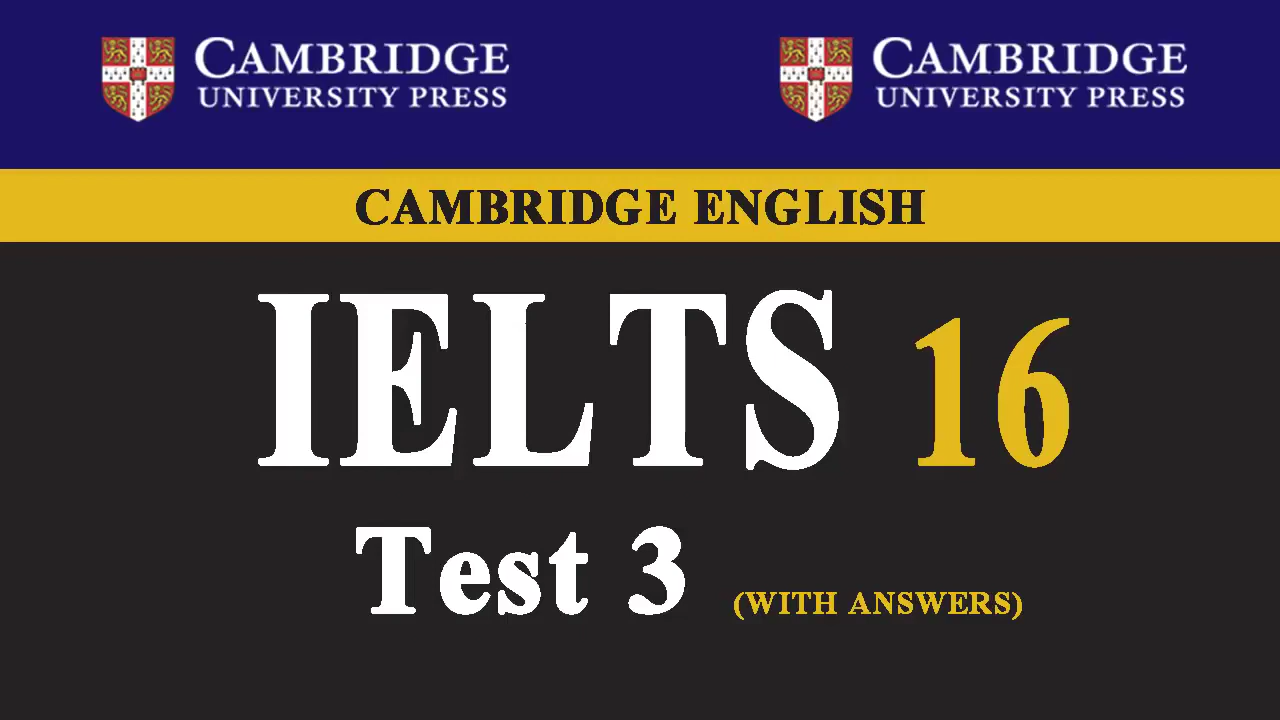 CAMBRIDGE UNIVERSITY PRESS
CAMBRIDGE UNIVERSITY PRESS
CAMBRIDGE ENGLISH
IELTS 16
Test 3 (WITH ANSWERS)